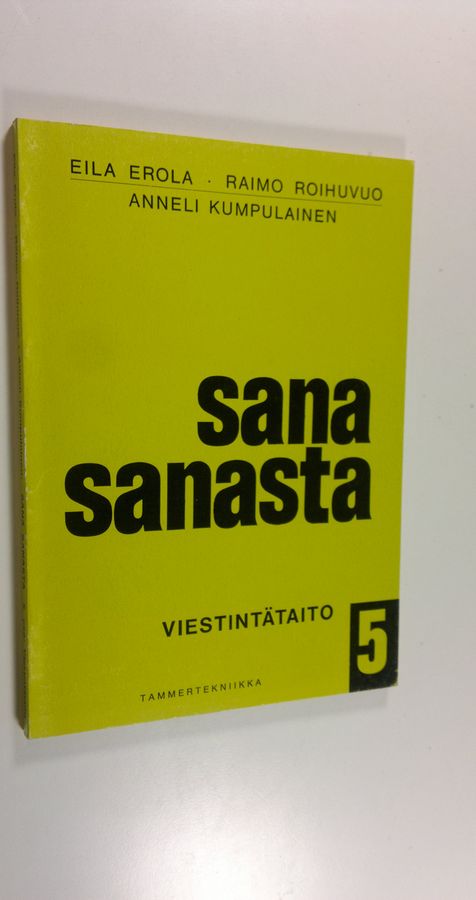 EILA EROLA · RAIMO ROIHUVUO
ANNELI KUMPULAINEN
sana
sanasta
VIESTINTÄTAITO 5
TAMMERTEKNIIKKA